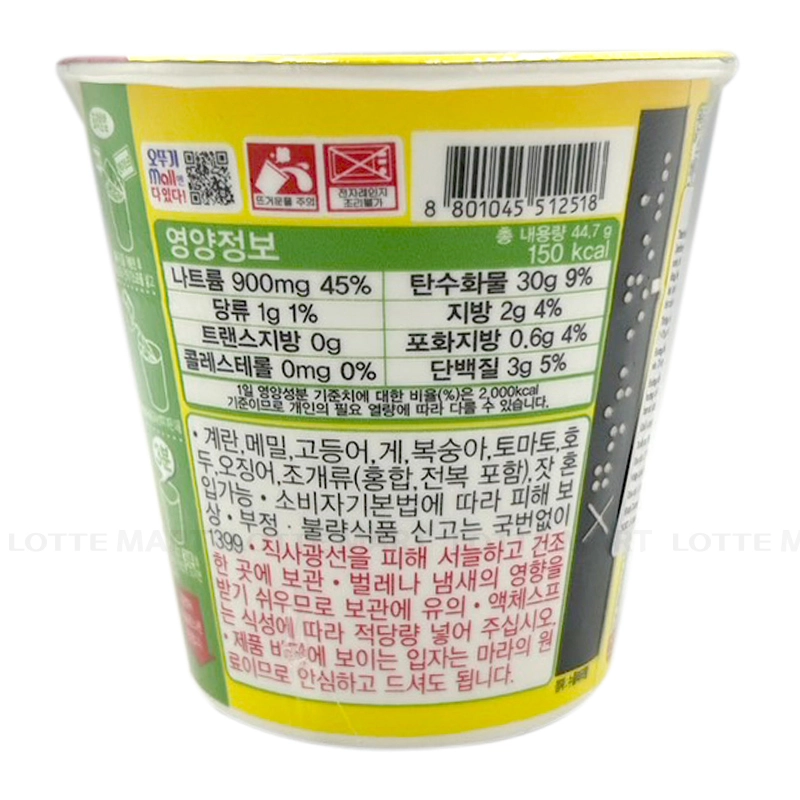 오뚜기
mall엔
다있다!
뜨거운물 주의
전자레인지
조리불가
8 801045 512518
영양정보
총 내용량 44.7 g
150 kcal
나트륨 900mg 45%
탄수화물 30g 9%
당류 1g 1%
지방 2g 4%
트랜스지방 0g
포화지방 0.6g 4%
콜레스테롤 0mg 0%
단백질 3g 5%
1일 영양성분 기준치에 대한 비율(%)은 2,000kcal
기준이므로 개인의 필요 열량에 따라 다를 수 있습니다.
• 계란,메밀,고등어,게,복숭아,토마토,호
두,오징어,조개류(홍합,전복 포함),잣 혼
입가능 • 소비자기본법에 따라 피해 보
상 • 부정 · 불량식품 신고는 국번없이
1399 • 직사광선을 피해 서늘하고 건조
한 곳에 보관 • 벌레나 냄새의 영향을
받기 쉬우므로 보관에 유의 • 액체스프
는 식성에 따라 적당량 넣어 주십시오.
• 제품 에 보이는 입자는 마라의 원
료이므로 안심하고 드셔도 됩니다.
LOTTE MART
LOTTE M